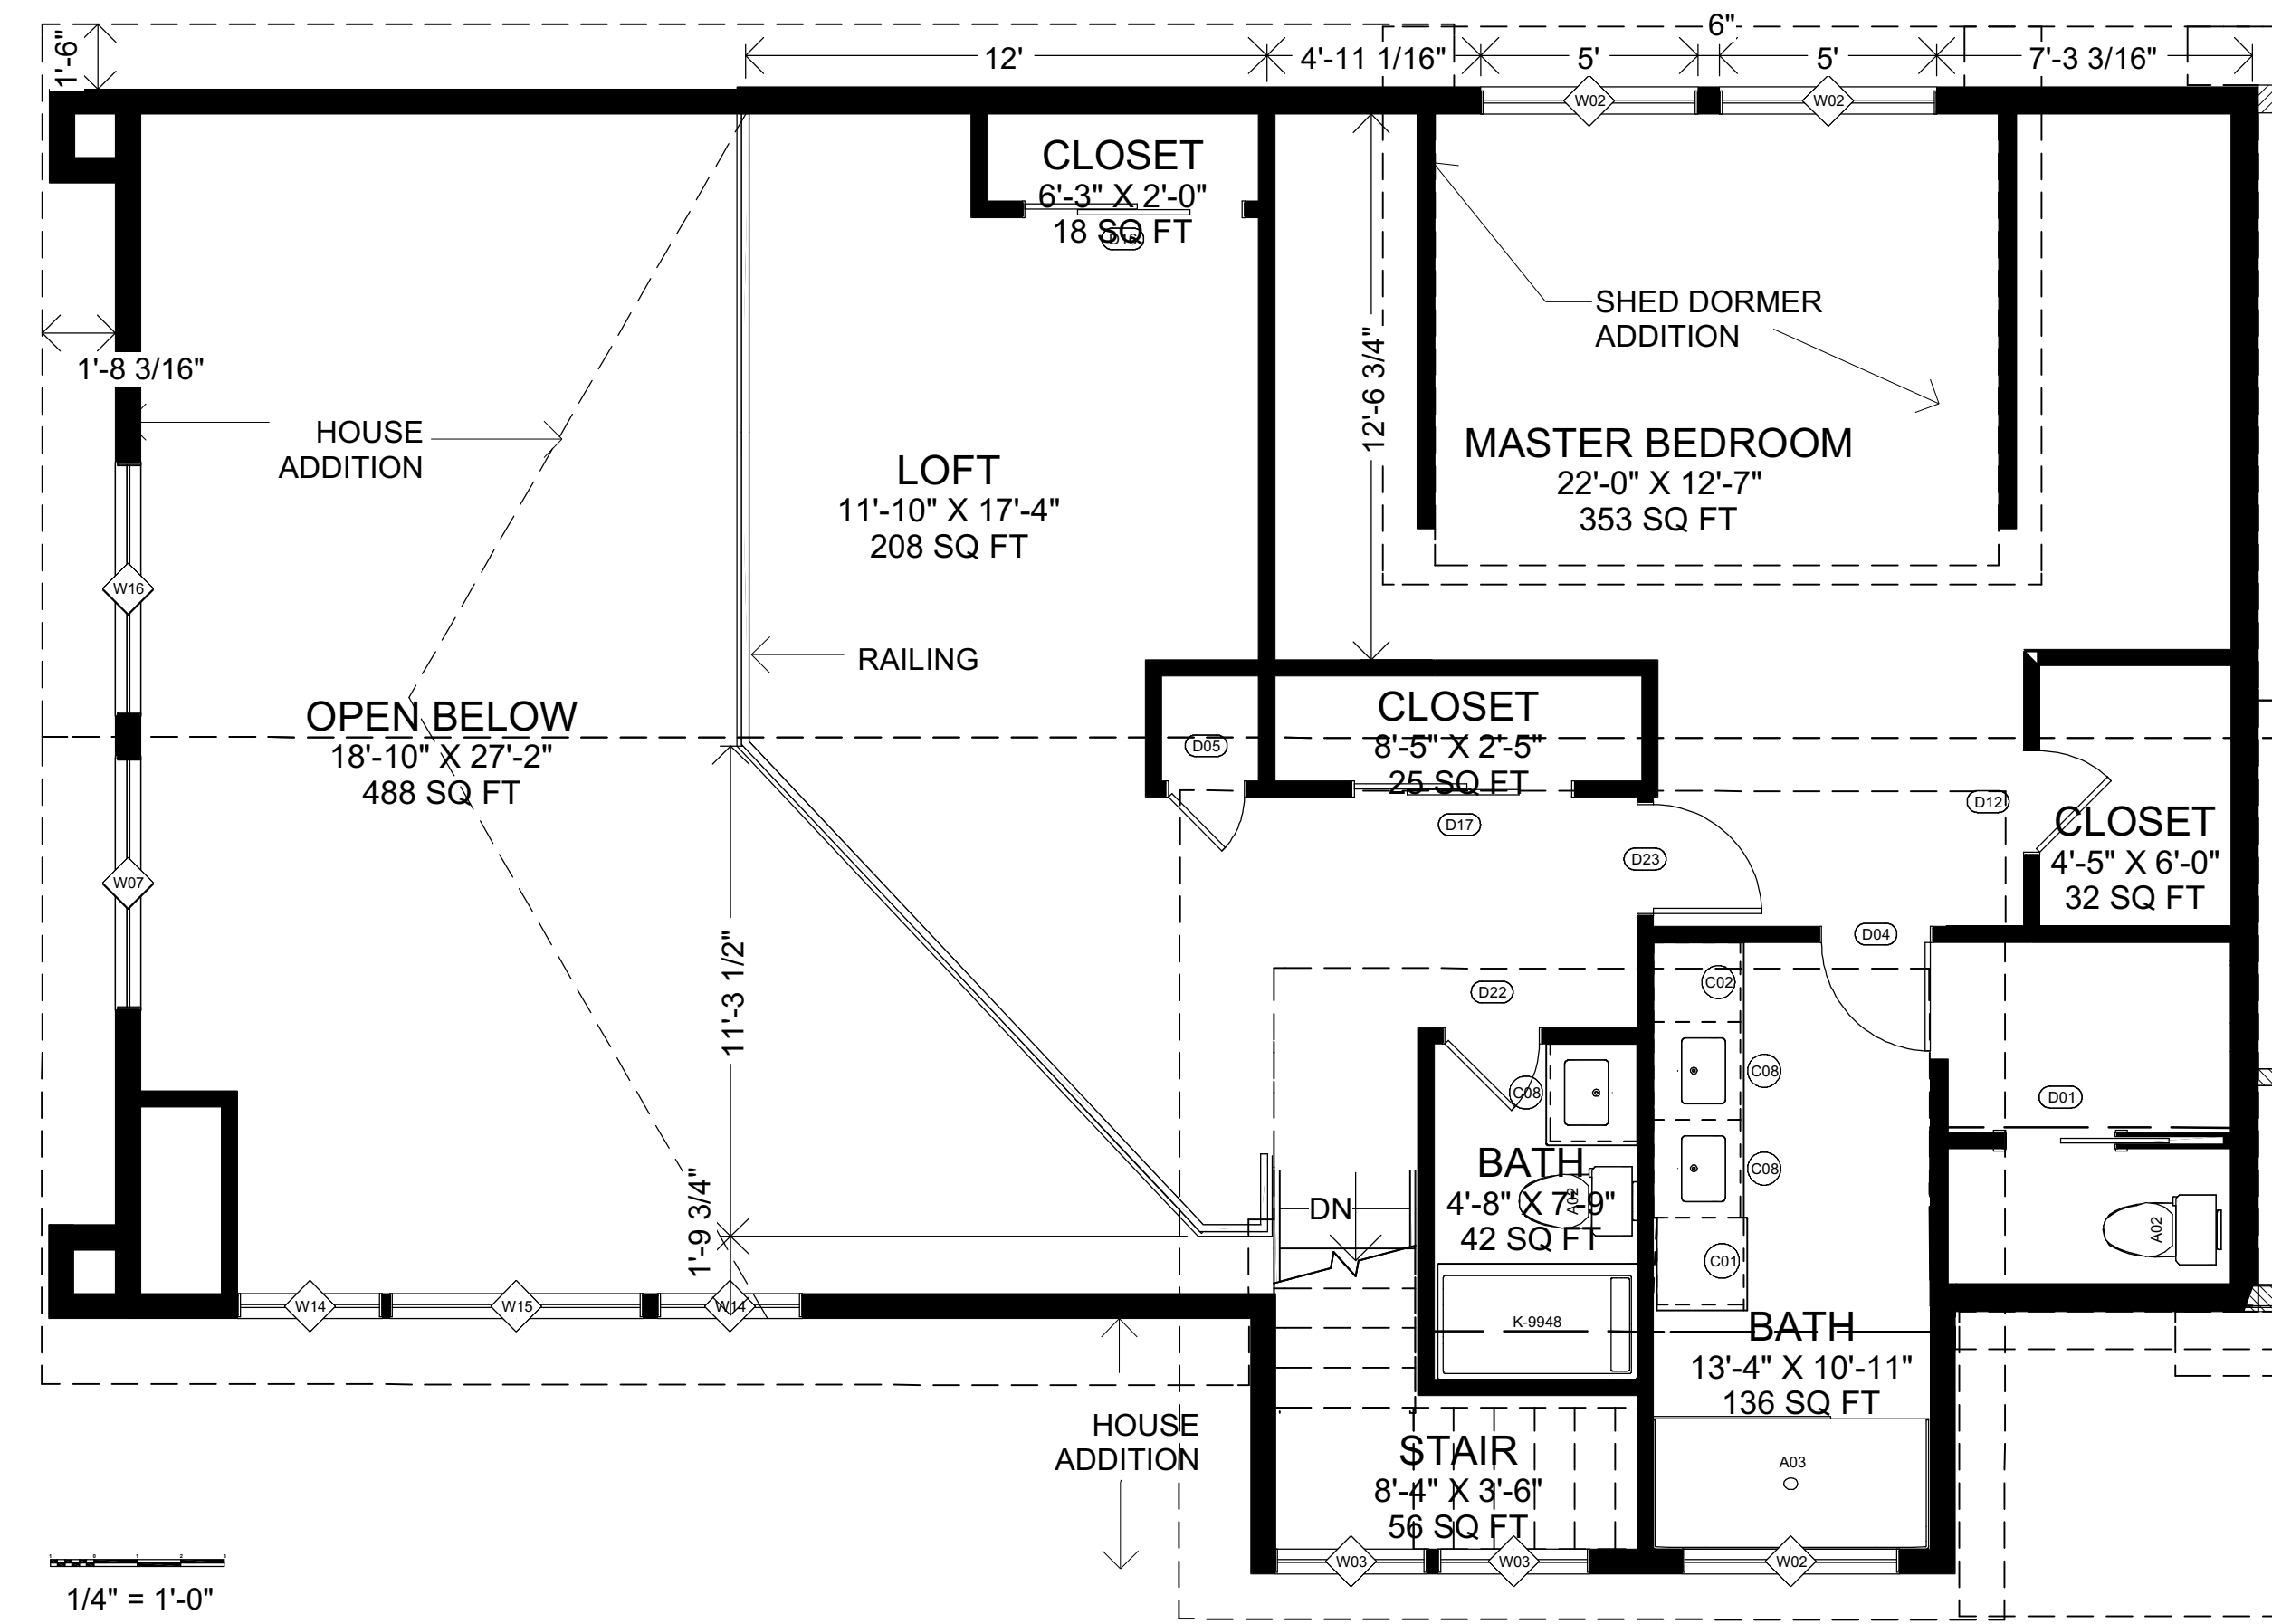 6"
1'-6"
12'
4'-11 1/16"
5'
5'
7'-3 3/16"
W02
W02
CLOSET
6'-3" X 2'-0"
18 SQ FT
D16
SHED DORMER
ADDITION
12'-6 3/4"
1'-8 3/16"
HOUSE
ADDITION
LOFT
11'-10" X 17'-4"
208 SQ FT
MASTER BEDROOM
22'-0" X 12'-7"
353 SQ FT
W16
RAILING
OPEN BELOW
18'-10" X 27'-2"
488 SQ FT
D05
CLOSET
8'-5" X 2'-5"
25 SQ FT
D17
D12
CLOSET
4'-5" X 6'-0"
32 SQ FT
D23
W07
D04
11'-3 1/2"
D22
C02
C08
C08
D01
BATH
4'-8" X 7'-9"
42 SQ FT
A02
C08
1'-9 3/4"
DN
A02
C01
W14
W15
W14
K-9948
BATH
13'-4" X 10'-11"
136 SQ FT
HOUSE
ADDITION
STAIR
8'-4" X 3'-6"
56 SQ FT
A03
W03
W03
W02
1/4" = 1'-0"